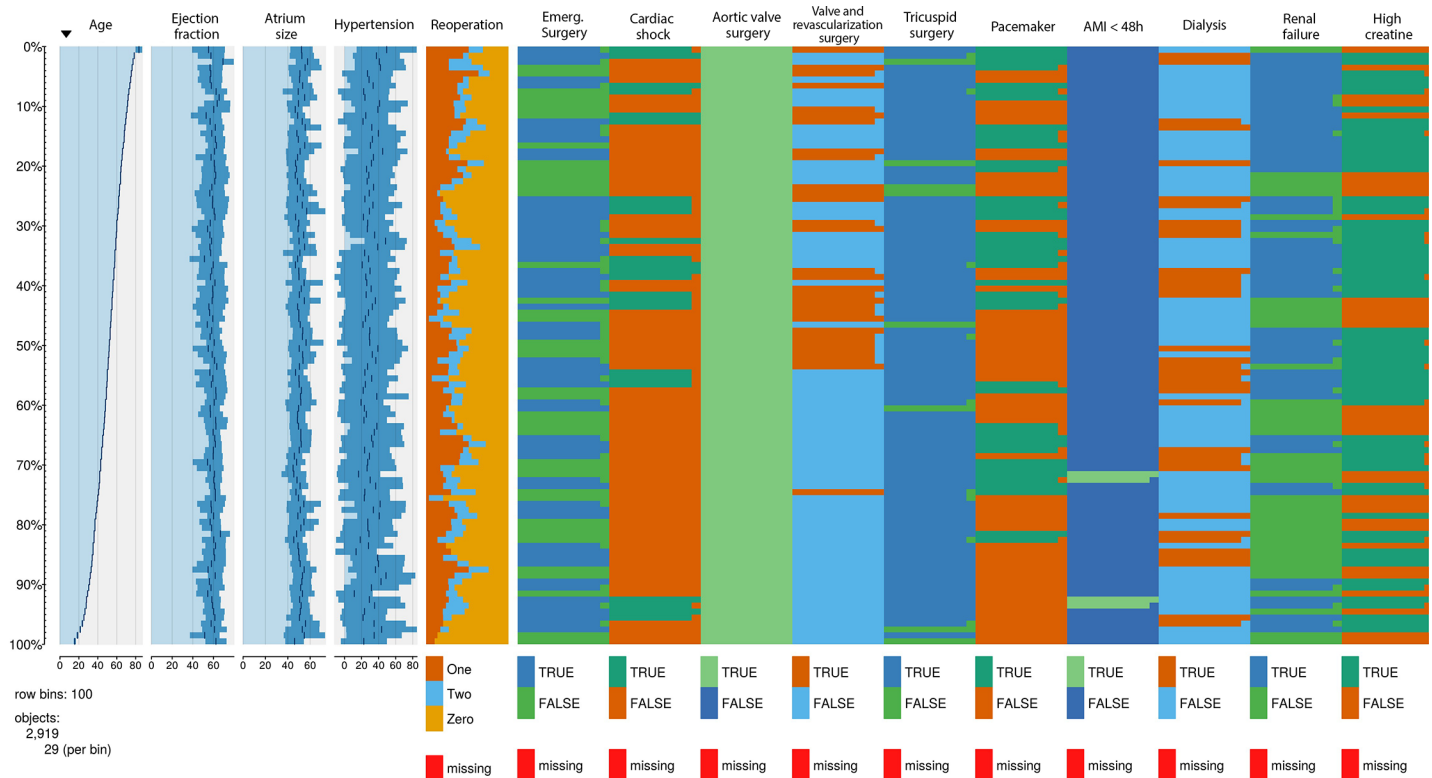 Age
Ejection
fraction
Atrium
size
Hypertension
Reoperation
Emerg.
Surgery
Cardiac
shock
Aortic valve
surgery
Valve and
revascularization
surgery
Tricuspid
surgery
Pacemaker
AMI < 48h
Dialysis
Renal
failure
High
creatine
0%
10%
20%
30%
40%
50%
60%
70%
80%
90%
100%
0 20 40 60 80
0 20 40 60
0 20 40 60
0 20 40 60 80
One
Two
Zero
missing
TRUE
FALSE
missing
TRUE
FALSE
missing
TRUE
FALSE
missing
TRUE
FALSE
missing
TRUE
FALSE
missing
TRUE
FALSE
missing
TRUE
FALSE
missing
TRUE
FALSE
missing
TRUE
FALSE
missing
TRUE
FALSE
missing
row bins: 100
objects:
2,919
29 (per bin)